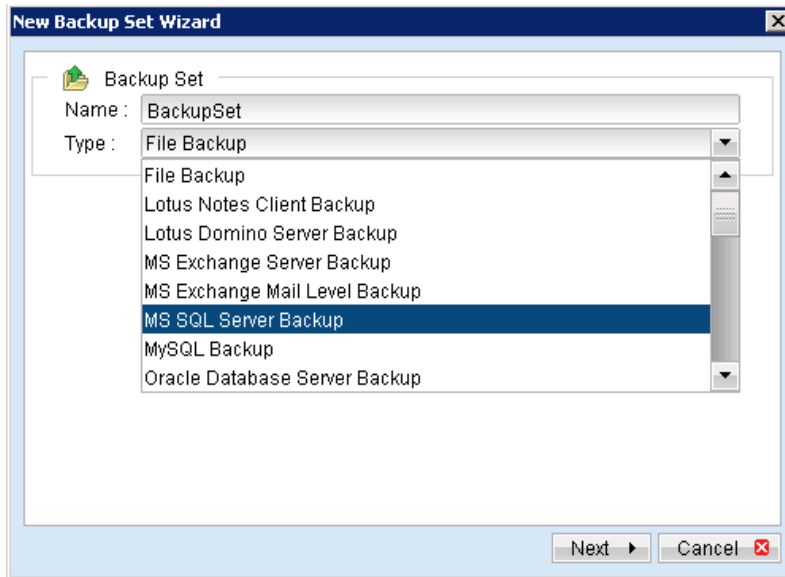 New Backup Set Wizard
Backup Set
Name : BackupSet
Type : File Backup
File Backup
Lotus Notes Client Backup
Lotus Domino Server Backup
MS Exchange Server Backup
MS Exchange Mail Level Backup
MS SQL Server Backup
MySQL Backup
Oracle Database Server Backup
Next Cancel